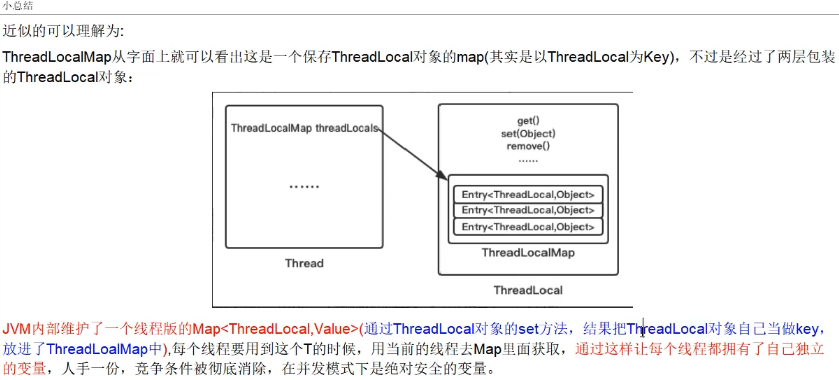 小总结
近似的可以理解为:
ThreadLocalMap从字面上就可以看出这是一个保存ThreadLocal对象的map(其实是以ThreadLocal为Key)，不过是经过了两层包装
的ThreadLocal对象：
ThreadLocalMap threadLocals
……
Thread
get()
set(Object)
remove()
……
Entry<ThreadLocal,Object>
Entry<ThreadLocal,Object>
Entry<ThreadLocal,Object>
ThreadLocalMap
ThreadLocal
JVM内部维护了一个线程版的Map<ThreadLocal,Value>(通过ThreadLocal对象的set方法，结果把ThreadLocal对象自己当做key，
放进了ThreadLoalMap中),每个线程要用到这个T的时候，用当前的线程去Map里面获取，通过这样让每个线程都拥有了自己独立
的变量，人手一份，竞争条件被彻底消除，在并发模式下是绝对安全的变量。